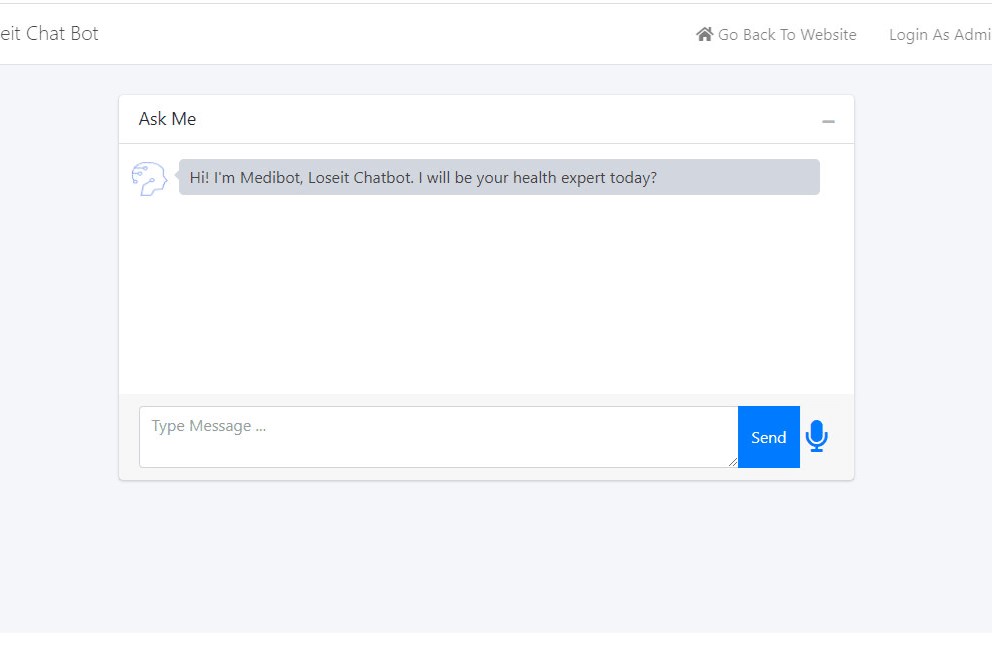 eit Chat Bot
Go Back To Website
Login As Admi
Ask Me
Hi! I'm Medibot, Loseit Chatbot. I will be your health expert today?
Type Message ...
Send